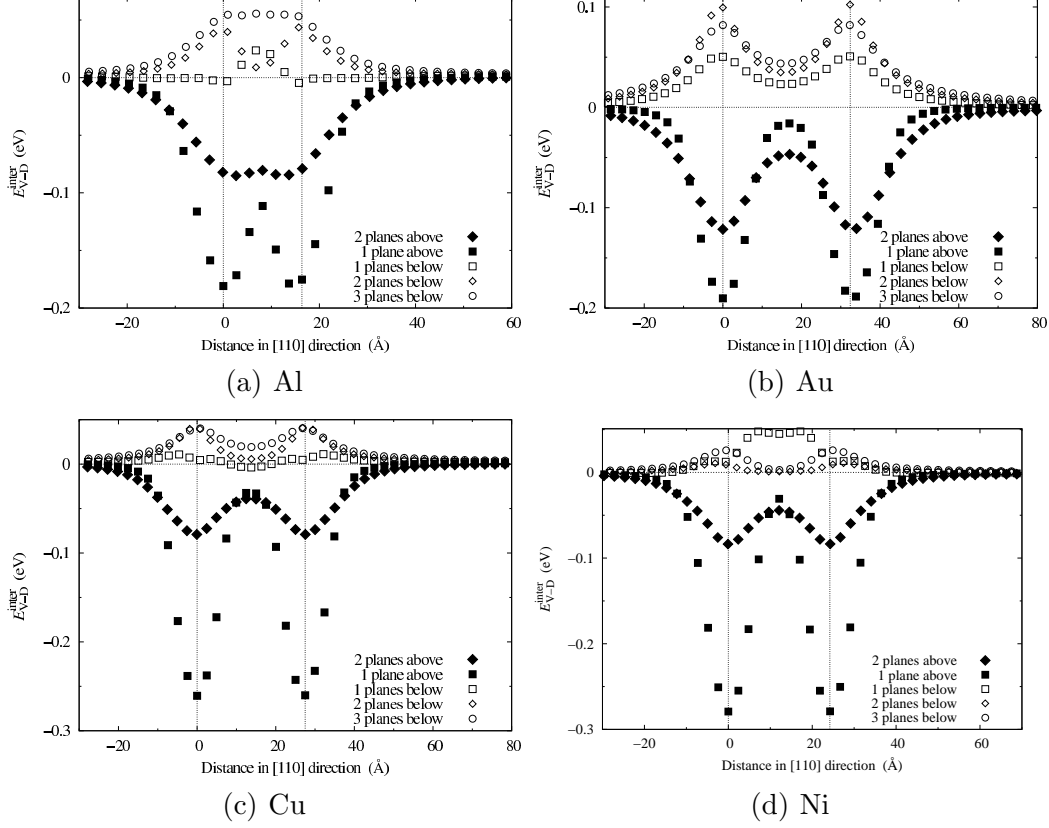 0
−0.1
−0.2
E inter V−D (eV)
−20 0 20 40 60
Distance in [110] direction (Å)
2 planes above
1 plane above
1 planes below
2 planes below
3 planes below
(a) Al
0.1
0
−0.1
−0.2
E inter V−D (eV)
−20 0 20 40 60 80
Distance in [110] direction (Å)
2 planes above
1 plane above
1 planes below
2 planes below
3 planes below
(b) Au
0
−0.1
−0.2
−0.3
E inter V−D (eV)
−20 0 20 40 60 80
Distance in [110] direction (Å)
2 planes above
1 plane above
1 planes below
2 planes below
3 planes below
(c) Cu
0
−0.1
−0.2
−0.3
E inter V−D (eV)
−20 0 20 40 60
Distance in [110] direction (Å)
2 planes above
1 plane above
1 planes below
2 planes below
3 planes below
(d) Ni